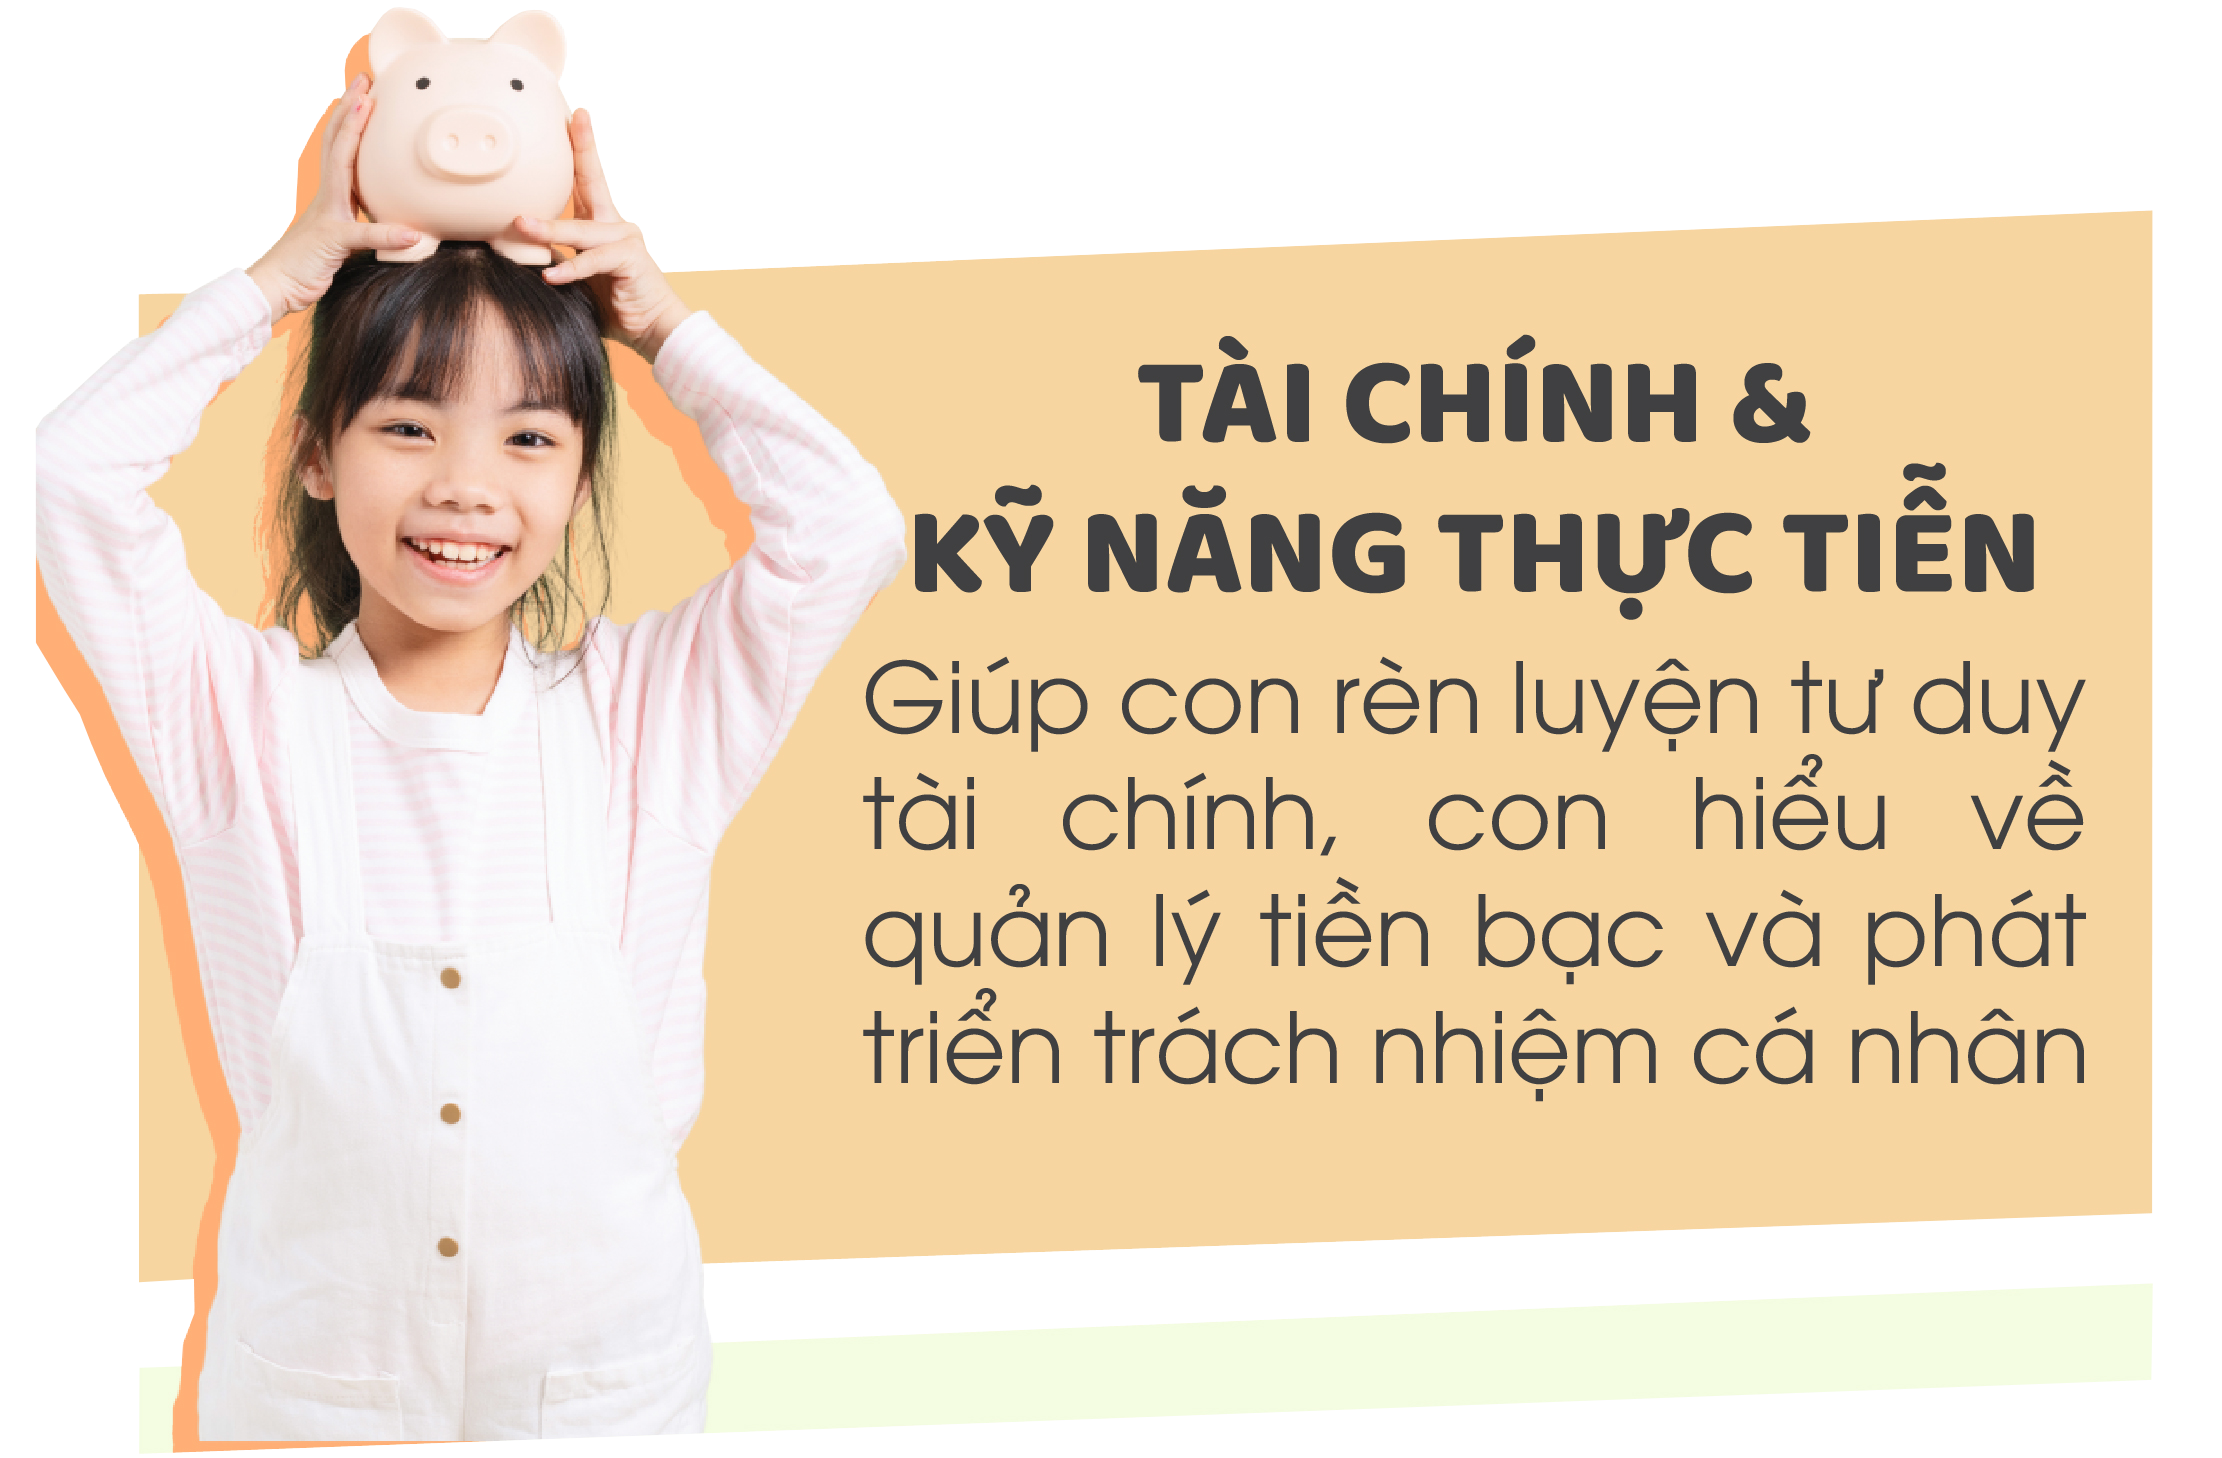 TÀI CHÍNH &
KỸ NĂNG THỰC TIỄN
Giúp con rèn luyện tư duy
tài chính, con hiểu về
quản lý tiền bạc và phát
triển trách nhiệm cá nhân